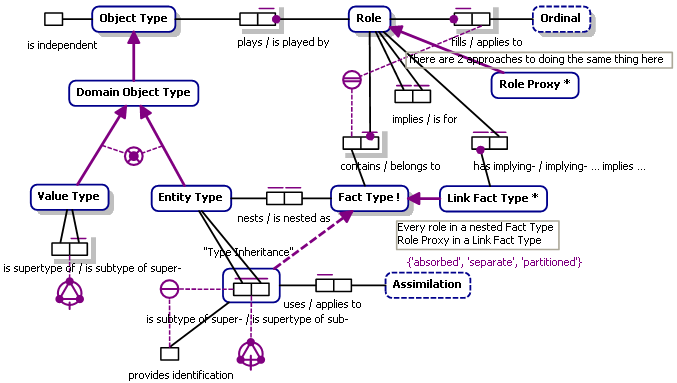 Object Type
Role
Ordinal
is independent
plays / is played by
fills / applies to
There are 2 approaches to doing the same thing here
Domain Object Type
Role Proxy *
implies / is for
contains / belongs to
has implying- / implying- ... implies ...
Value Type
Entity Type
Fact Type !
Link Fact Type *
nests / is nested as
Every role in a nested Fact Type
Role Proxy in a Link Fact Type
"Type Inheritance"
{'absorbed', 'separate', 'partitioned'}
is supertype of / is subtype of super-
Assimilation
uses / applies to
is subtype of super- / is supertype of sub-
provides identification